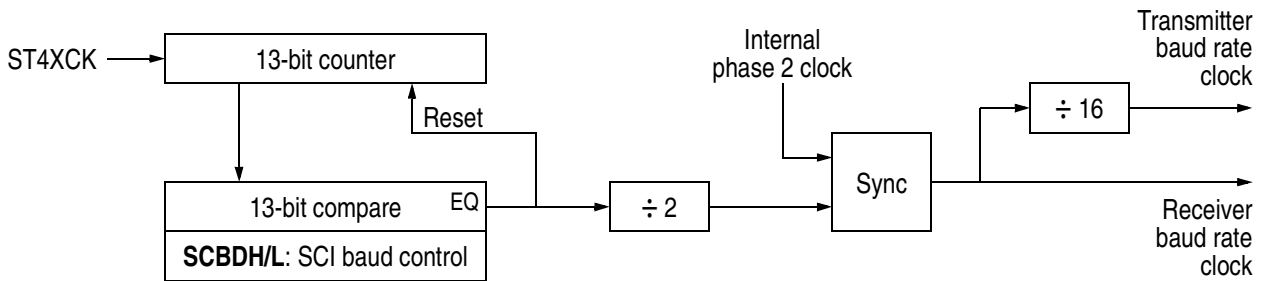 ST4XCK
13-bit counter
Reset
13-bit compare
EQ
SCBDH/L: SCI baud control
÷ 2
Internal
phase 2 clock
Sync
÷ 16
Transmitter
baud rate
clock
Receiver
baud rate
clock